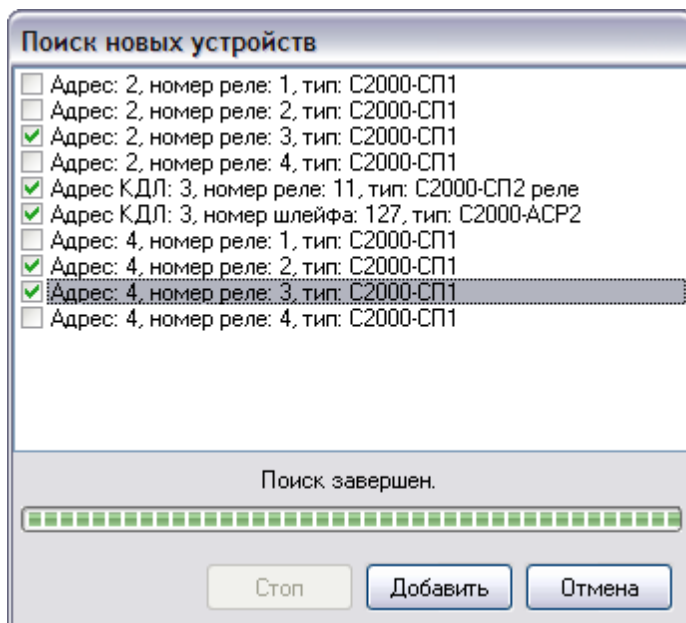 Поиск новых устройств
Адрес: 2, номер реле: 1, тип: С2000-СП1
Адрес: 2, номер реле: 2, тип: С2000-СП1
Адрес: 2, номер реле: 3, тип: С2000-СП1
Адрес: 2, номер реле: 4, тип: С2000-СП1
Адрес КДЛ: 3, номер реле: 11, тип: С2000-СП2 реле
Адрес КДЛ: 3, номер шлейфа: 127, тип: С2000-АСР2
Адрес: 4, номер реле: 1, тип: С2000-СП1
Адрес: 4, номер реле: 2, тип: С2000-СП1
Адрес: 4, номер реле: 3, тип: С2000-СП1
Адрес: 4, номер реле: 4, тип: С2000-СП1
Поиск завершен.
Стоп Добавить Отмена